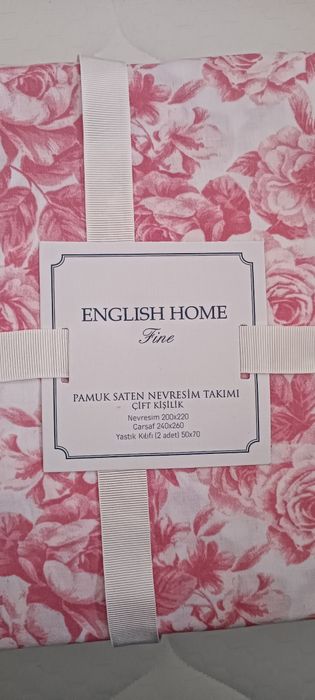 ENGLISH HOME
Fine
PAMUK SATEN NEVRESİM TAKIMI
ÇİFT KİŞİLİK
Nevresim 200x220
Çarşaf 240x260
Yastık Kılıfı (2 adet) 50x70